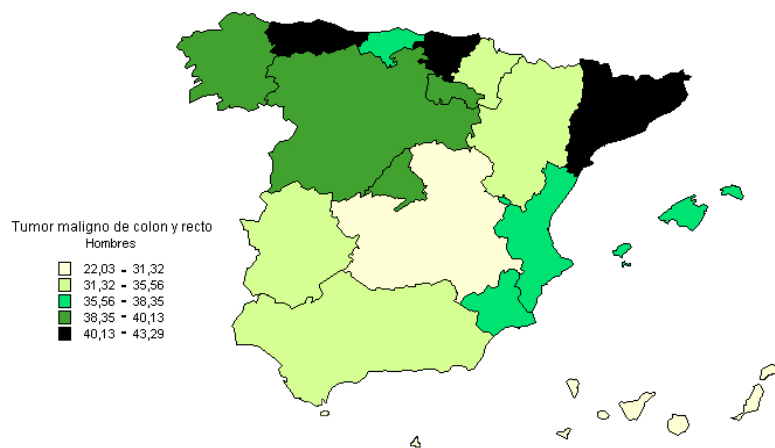 Tumor maligno de colon y recto
Hombres
22,03 - 31,32
31,32 - 35,56
35,56 - 38,35
38,35 - 40,13
40,13 - 43,29